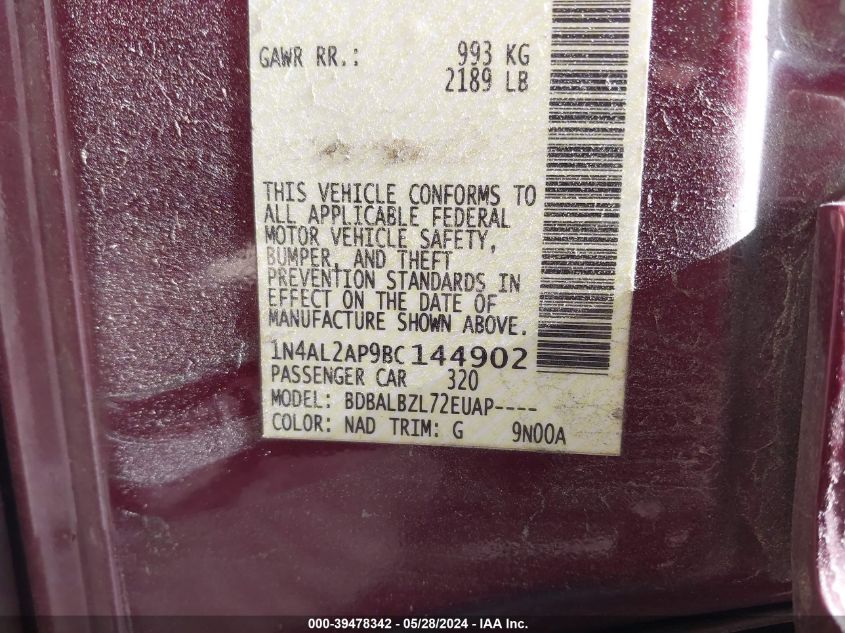 GAWR RR.: 993 KG
2189 LB
THIS VEHICLE CONFORMS TO
ALL APPLICABLE FEDERAL
MOTOR VEHICLE SAFETY,
BUMPER, AND THEFT
PREVENTION STANDARDS IN
EFFECT ON THE DATE OF
MANUFACTURE SHOWN ABOVE.
1N4AL2AP9BC144902
PASSENGER CAR 320
MODEL: BDBALBZL72EUAP----
COLOR: NAD TRIM: G 9N00A
000-39478342 - 05/28/2024 - IAA Inc.